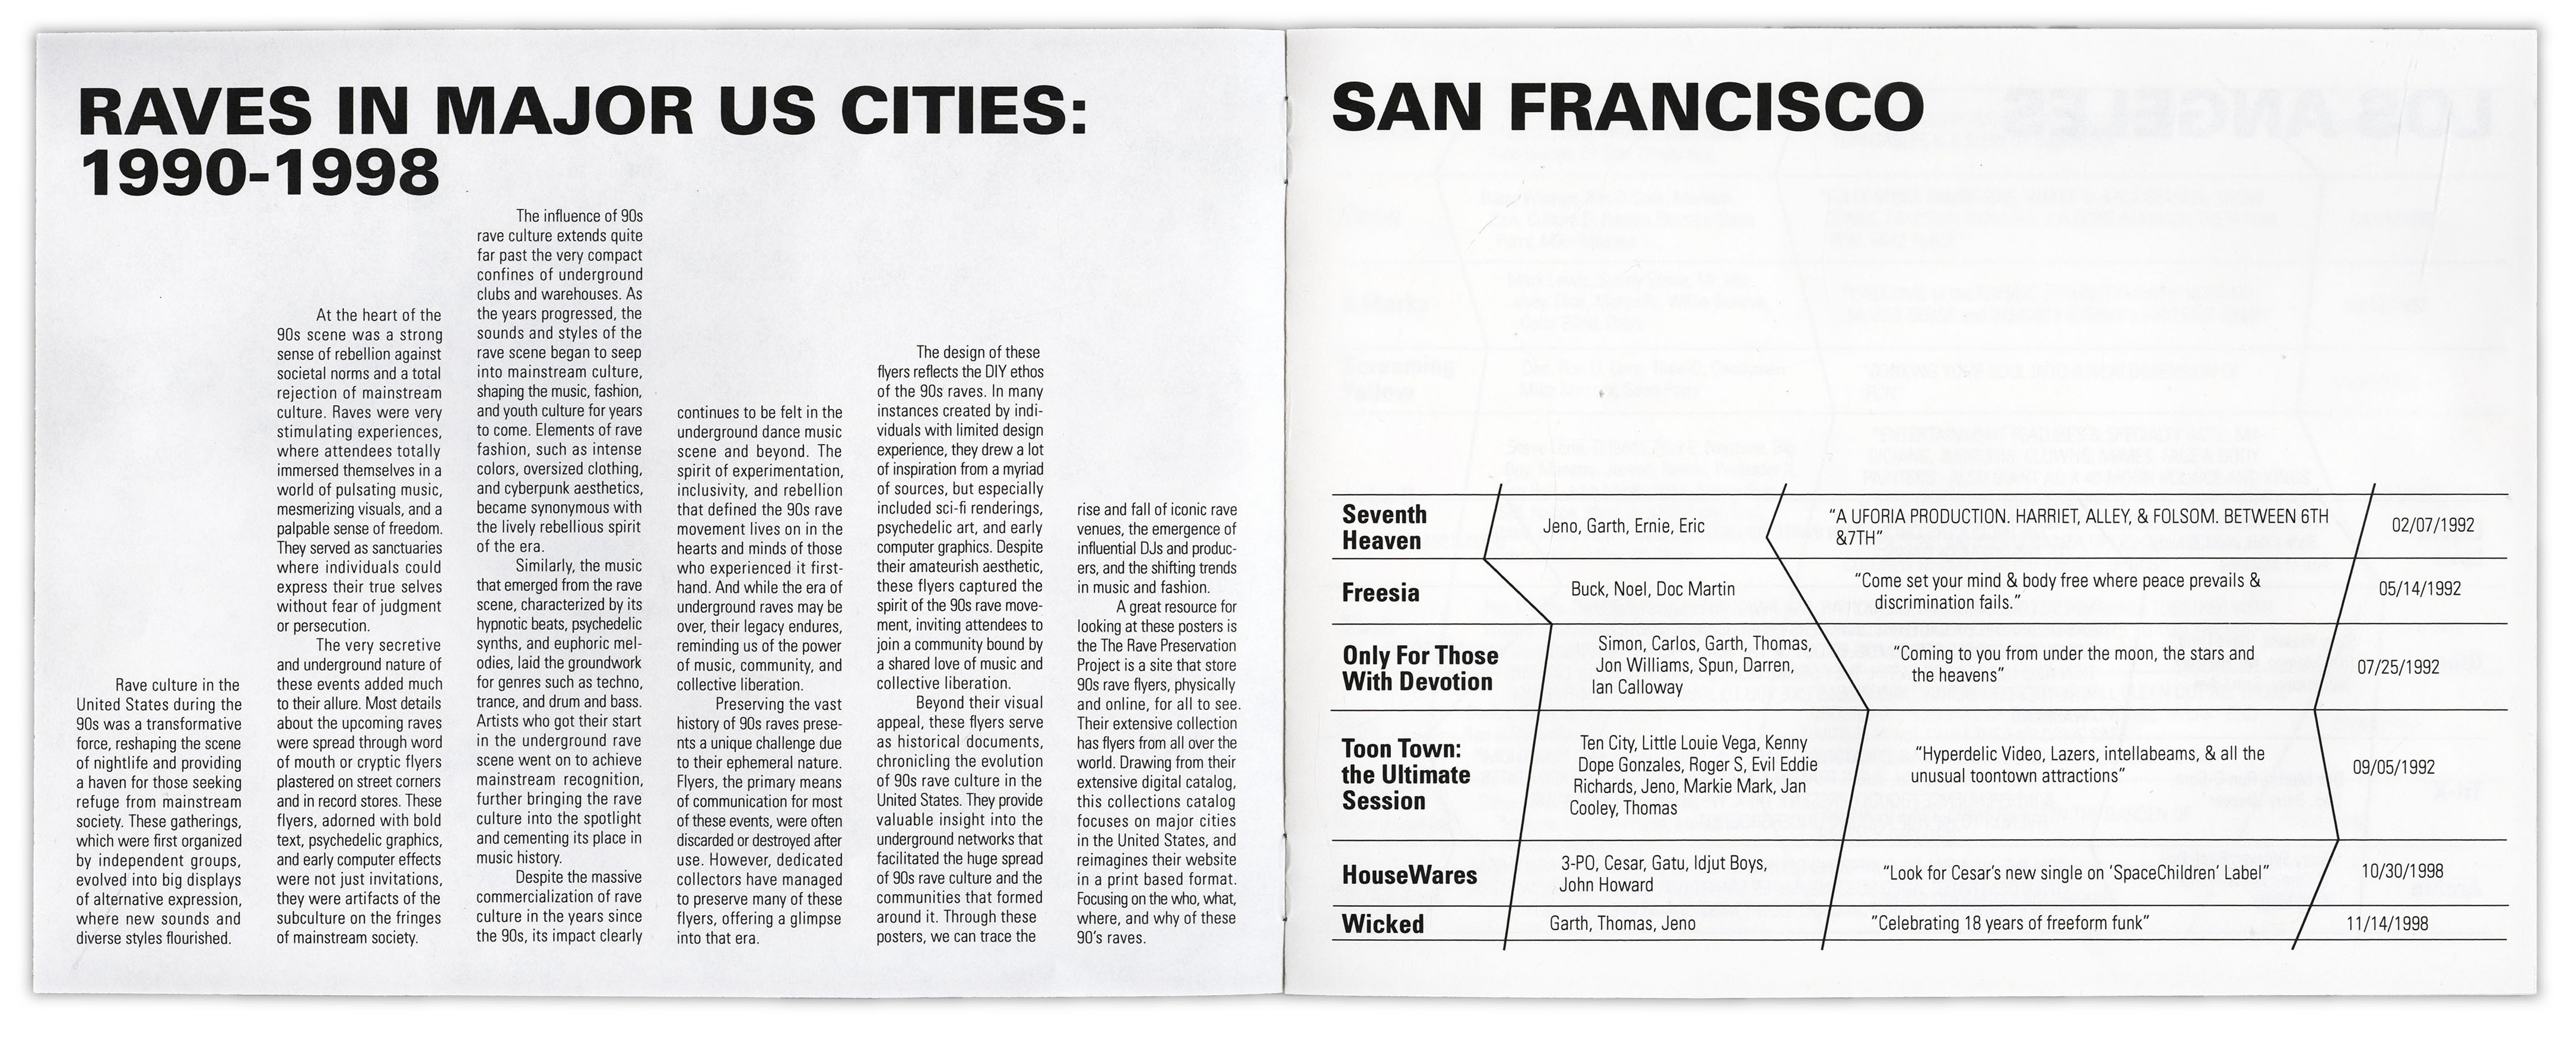 RAVES IN MAJOR US CITIES:
1990-1998
Rave culture in the
United States during the
90s was a transformative
force, reshaping the scene
of nightlife and providing
a haven for those seeking
refuge from mainstream
society. These gatherings,
which were first organized
by independent groups,
evolved into big displays
of alternative expression,
where new sounds and
diverse styles flourished.
At the heart of the
90s scene was a strong
sense of rebellion against
societal norms and a total
rejection of mainstream
culture. Raves were very
stimulating experiences,
where attendees totally
immersed themselves in a
world of pulsating music,
mesmerizing visuals, and a
palpable sense of freedom.
They served as sanctuaries
where individuals could
express their true selves
without fear of judgment
or persecution.
The very secretive
and underground nature of
these events added much
to their allure. Most details
about the upcoming raves
were spread through word
of mouth or cryptic flyers
plastered on street corners
and in record stores. These
flyers, adorned with bold
text, psychedelic graphics,
and early computer effects
were not just invitations,
they were artifacts of the
subculture on the fringes
of mainstream society.
The influence of 90s
rave culture extends quite
far past the very compact
confines of underground
clubs and warehouses. As
the years progressed, the
sounds and styles of the
rave scene began to seep
into mainstream culture,
shaping the music, fashion,
and youth culture for years
to come. Elements of rave
fashion, such as intense
colors, oversized clothing,
and cyberpunk aesthetics,
became synonymous with
the lively rebellious spirit
of the era.
Similarly, the music
that emerged from the rave
scene, characterized by its
hypnotic beats, psychedelic
synths, and euphoric mel-
odies, laid the groundwork
for genres such as techno,
trance, and drum and bass.
Artists who got their start
in the underground rave
scene went on to achieve
mainstream recognition,
further bringing the rave
culture into the spotlight
and cementing its place in
music history.
Despite the massive
commercialization of rave
culture in the years since
the 90s, its impact clearly
continues to be felt in the
underground dance music
scene and beyond. The
spirit of experimentation,
inclusivity, and rebellion
that defined the 90s rave
movement lives on in the
hearts and minds of those
who experienced it first-
hand. And while the era of
underground raves may be
over, their legacy endures,
reminding us of the power
of music, community, and
collective liberation.
Preserving the vast
history of 90s raves prese-
nts a unique challenge due
to their ephemeral nature.
Flyers, the primary means
of communication for most
of these events, were often
discarded or destroyed after
use. However, dedicated
collectors have managed
to preserve many of these
flyers, offering a glimpse
into that era.
The design of these
flyers reflects the DIY ethos
of the 90s raves. In many
instances created by indi-
viduals with limited design
experience, they drew a lot
of inspiration from a myriad
of sources, but especially
included sci-fi renderings,
psychedelic art, and early
computer graphics. Despite
their amateurish aesthetic,
these flyers captured the
spirit of the 90s rave move-
ment, inviting attendees to
join a community bound by
a shared love of music and
collective liberation.
Beyond their visual
appeal, these flyers serve
as historical documents,
chronicling the evolution
of 90s rave culture in the
United States. They provide
valuable insight into the
underground networks that
facilitated the huge spread
of 90s rave culture and the
communities that formed
around it. Through these
posters, we can trace the
rise and fall of iconic rave
venues, the emergence of
influential DJs and produc-
ers, and the shifting trends
in music and fashion.
A great resource for
looking at these posters is
the The Rave Preservation
Project is a site that store
90s rave flyers, physically
and online, for all to see.
Their extensive collection
has flyers from all over the
world. Drawing from their
extensive digital catalog,
this collections catalog
focuses on major cities
in the United States, and
reimagines their website
in a print based format.
Focusing on the who, what,
where, and why of these
90's raves.
SAN FRANCISCO
Seventh
Heaven
Jeno, Garth, Ernie, Eric
“A UFORIA PRODUCTION. HARRIET, ALLEY, & FOLSOM. BETWEEN 6TH
&7TH”
02/07/1992
Freesia
Buck, Noel, Doc Martin
“Come set your mind & body free where peace prevails &
discrimination fails.”
05/14/1992
Only For Those
With Devotion
Simon, Carlos, Garth, Thomas,
Jon Williams, Spun, Darren,
Ian Calloway
“Coming to you from under the moon, the stars and
the heavens”
07/25/1992
Toon Town:
the Ultimate
Session
Ten City, Little Louie Vega, Kenny
Dope Gonzales, Roger S, Evil Eddie
Richards, Jeno, Markie Mark, Jan
Cooley, Thomas
“Hyperdelic Video, Lazers, intellabeams, & all the
unusual toontown attractions”
09/05/1992
HouseWares
3-PO, Cesar, Gatu, Idjut Boys,
John Howard
“Look for Cesar’s new single on ‘SpaceChildren’ Label”
10/30/1998
Wicked
Garth, Thomas, Jeno
”Celebrating 18 years of freeform funk”
11/14/1998